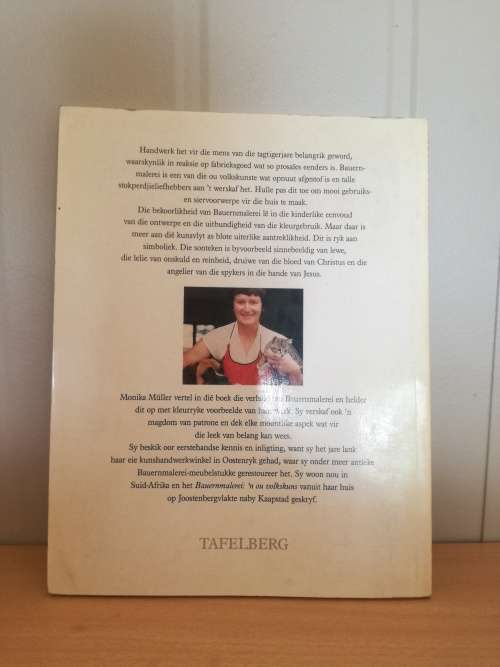 Handwerk het vir die mens van die tagtigerjare belangrik geword,
waarskynlik in reaksie op fabrieksgoed wat so prosaïes geword is. Bauern-
malerei is een van die ou volkskunste wat opnuut afgestof is en talle
stokperdjieliefhebbers aan 't werskaf het. Hulle pas dit toe om mooi gebruiks-
en siervoorwerpe vir die huis te maak.
Die bekoorlikheid van Bauernmalerei lê in die kinderlike eenvoud
van die ontwerpe en die uitbundigheid van die kleurgebruik. Maar daar is
meer aan dié kunsvlyt as blote uiterlike aantreklikheid. Dit is ryk aan
simboliek. Die sonteken is byvoorbeeld sinnebeeldig van lewe,
die lelie van onskuld en reinheid, druiwe van die bloed van Christus en die
angelier van die spykers in die hande van Jesus.
Monika Müller vertel in dié boek die van Bauernmalerei en helder
dit op met kleurryke voorbeelde van haar werk. Sy verskaf ook 'n
magdom van patrone en dek elke moontlike aspek wat vir
die leek van belang kan wees.
Sy beskik oor eerstehandse kennis en inligting, want sy het jare lank
haar eie kunshandwerkwinkel in Oostenryk gehad, waar sy onder meer antieke
Bauernmalerei-meubelstukke gerestoureer het. Sy woon nou in
Suid-Afrika en het Bauernmalerei: 'n ou volkskuns vanuit haar huis
op Joostenbergvlakte naby Kaapstad geskryf.
TAFELBERG